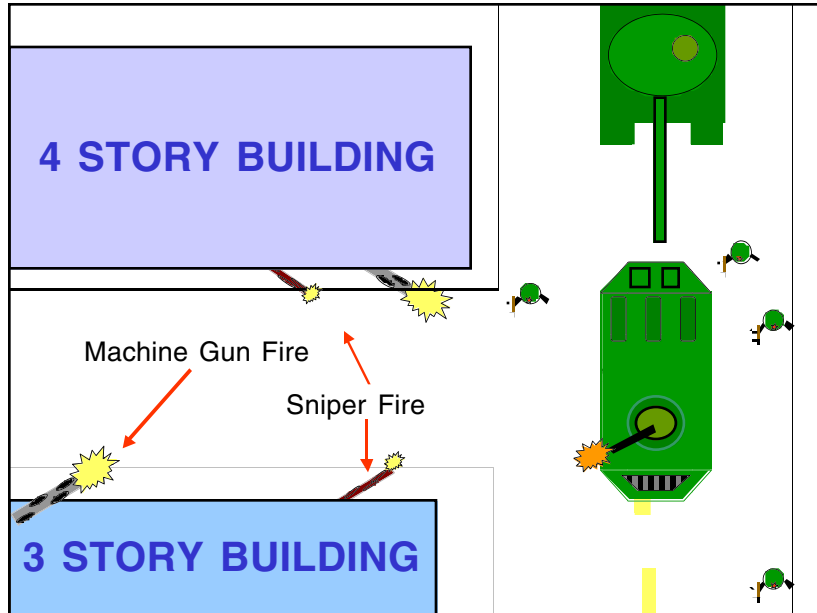 4 STORY BUILDING
Machine Gun Fire
Sniper Fire
3 STORY BUILDING